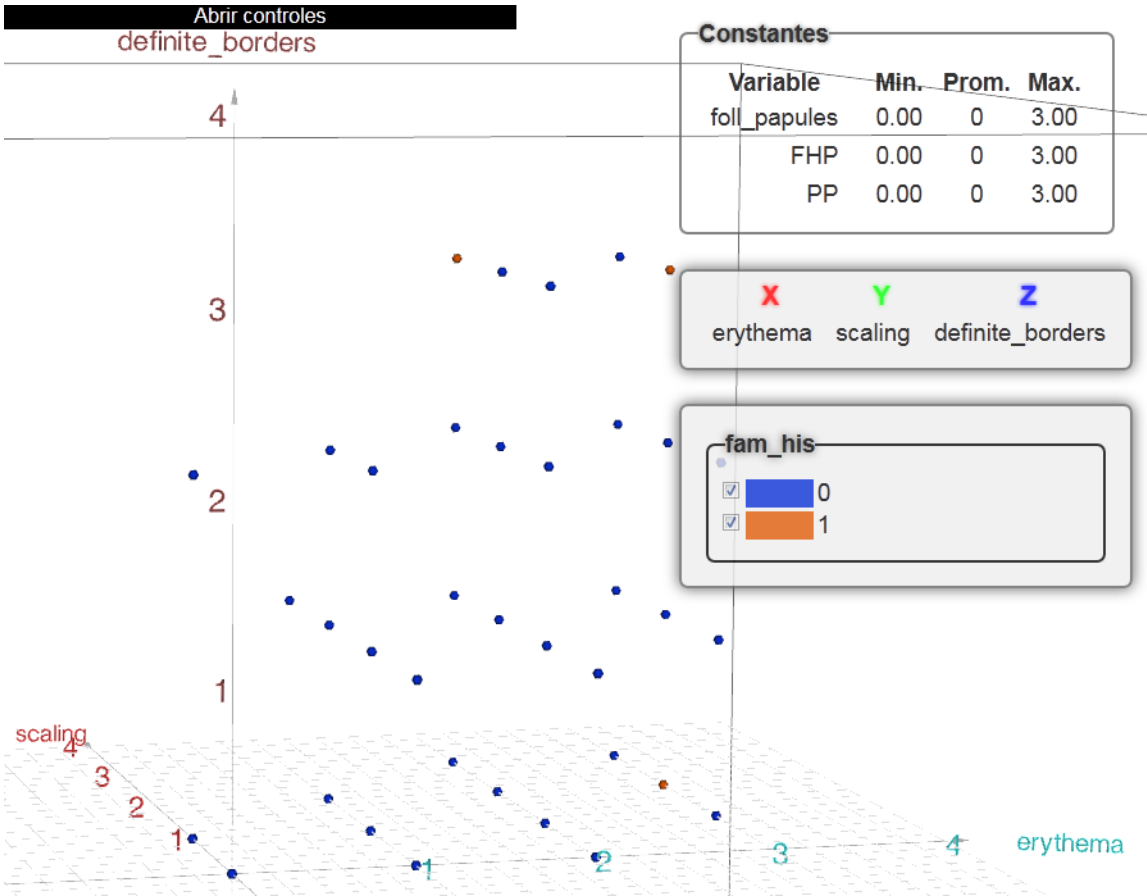 Abrir controles
definite_borders
4
3
2
1
scaling
4
3
2
1
1
2
3
4
erythema
Constantes
Variable Min. Prom. Max.
foll_papules 0.00 0 3.00
FHP 0.00 0 3.00
PP 0.00 0 3.00
X Y Z
erythema scaling definite_borders
fam_his
0
1